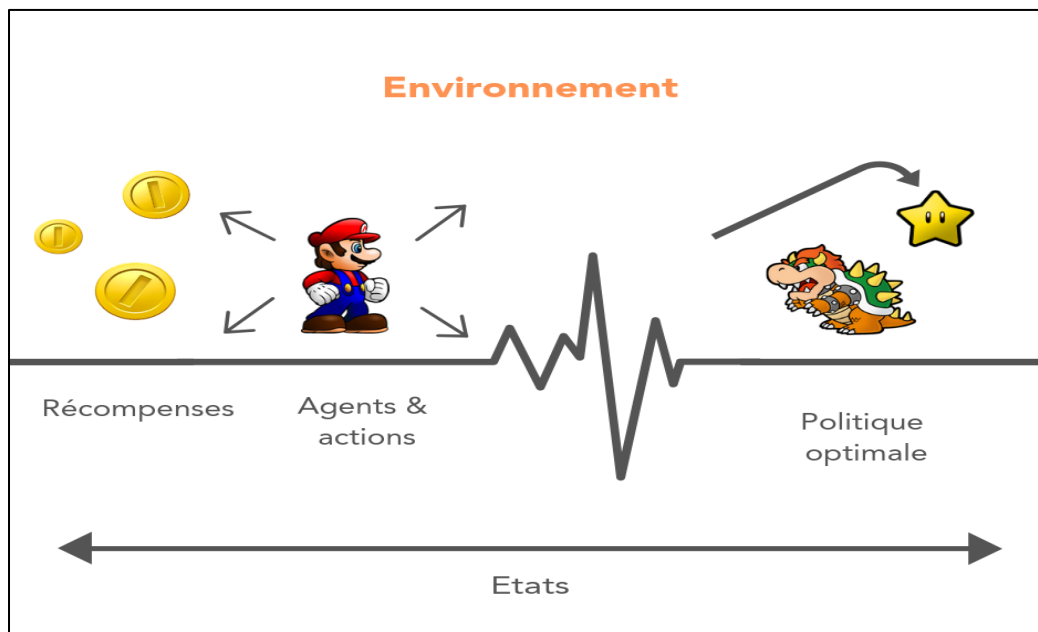 Environnement
Récompenses
Agents &
actions
Politique
optimale
Etats